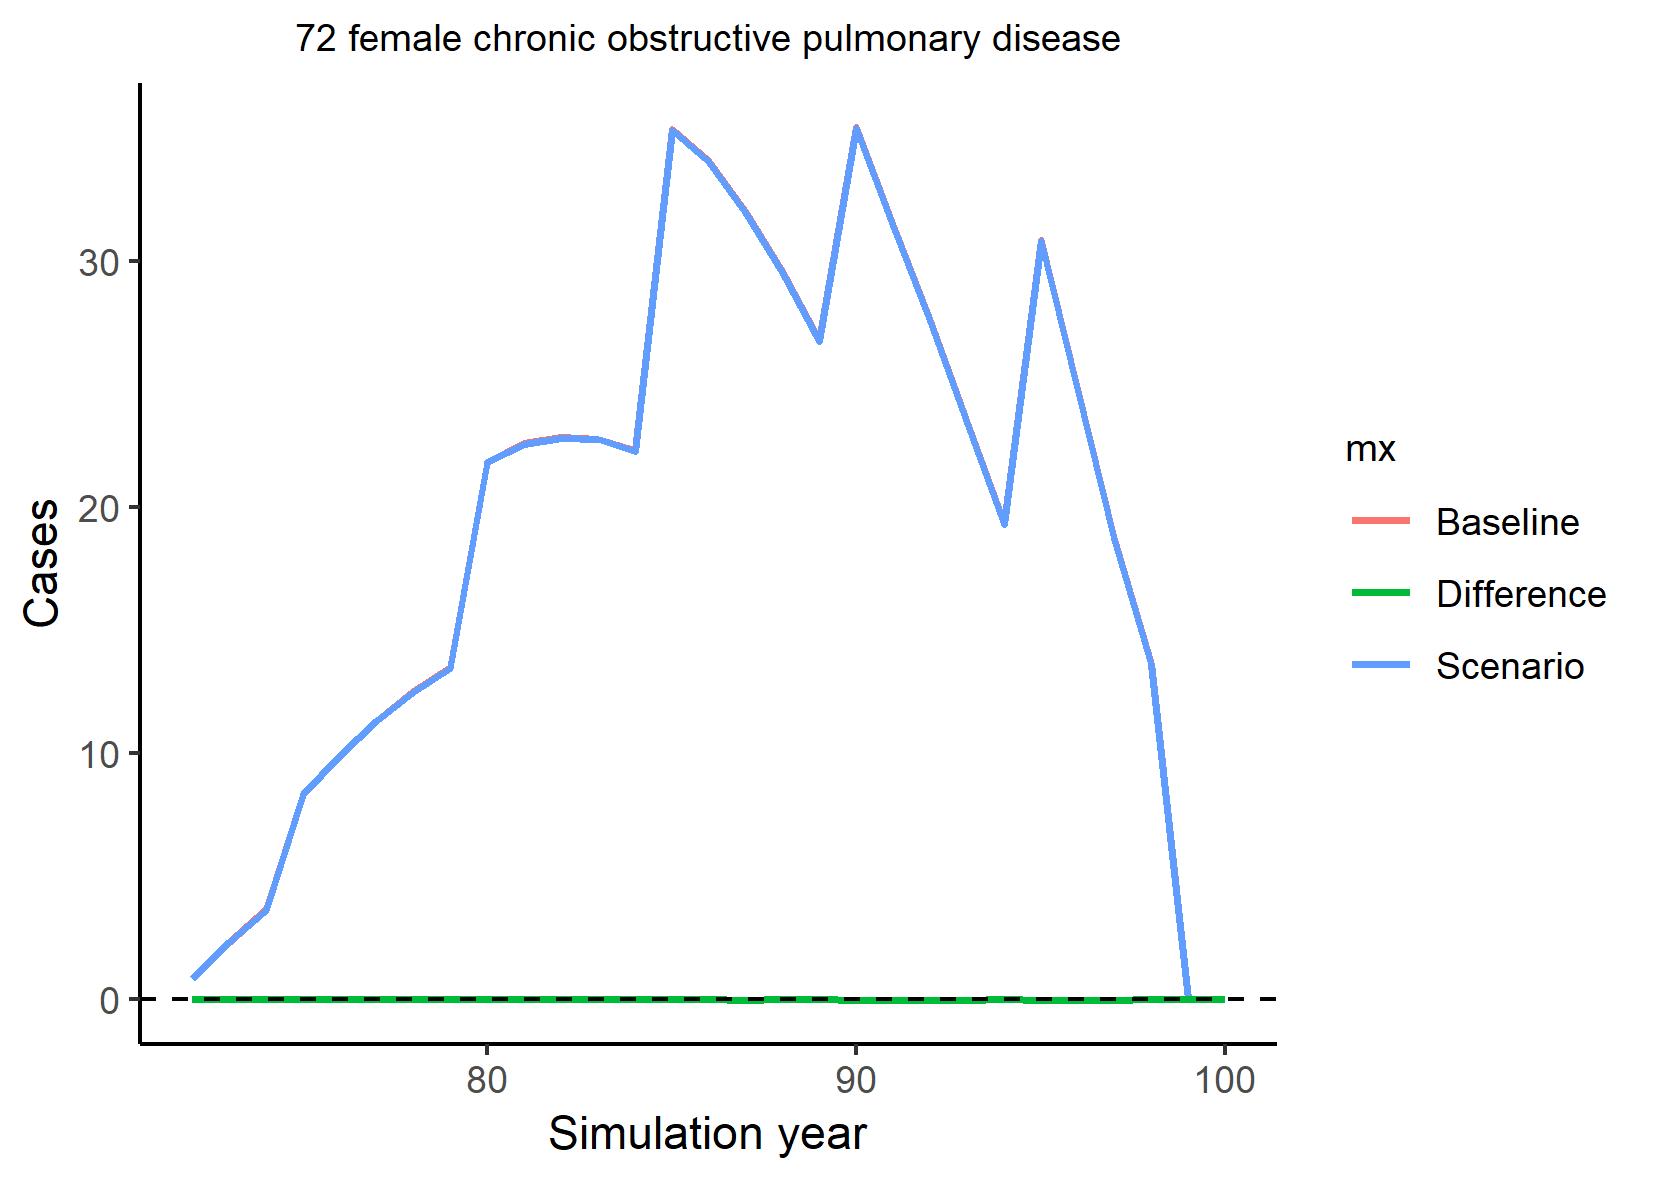 72 female chronic obstructive pulmonary disease
Cases
30
20
10
0
80 90 100
Simulation year
mx
Baseline
Difference
Scenario